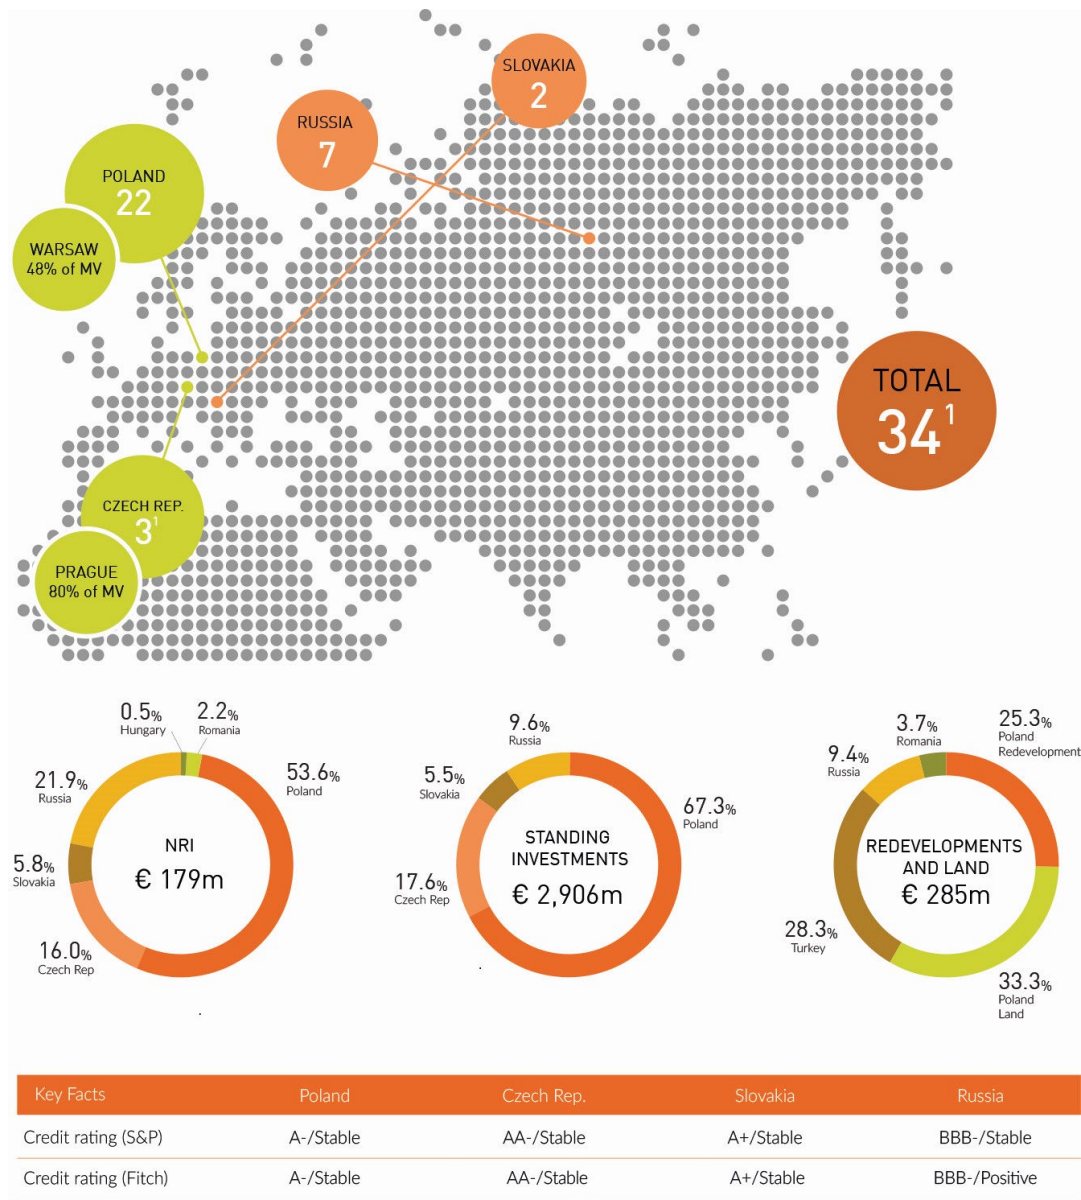 SLOVAKIA
2
RUSSIA
7
POLAND
22
WARSAW
48% of MV
TOTAL
34¹
CZECH REP.
3¹
PRAGUE
80% of MV
0.5%
Hungary
2.2%
Romania
53.6%
Poland
21.9%
Russia
5.8%
Slovakia
16.0%
Czech Rep
NRI
€ 179m
9.6%
Russia
5.5%
Slovakia
67.3%
Poland
17.6%
Czech Rep
STANDING
INVESTMENTS
€ 2,906m
3.7%
Romania
25.3%
Poland
Redevelopment
9.4%
Russia
28.3%
Turkey
33.3%
Poland
Land
REDEVELOPMENTS
AND LAND
€ 285m
Key Facts Poland Czech Rep. Slovakia Russia
Credit rating (S&P) A-/Stable AA-/Stable A+/Stable BBB-/Stable
Credit rating (Fitch) A-/Stable AA-/Stable A+/Stable BBB-/Positive